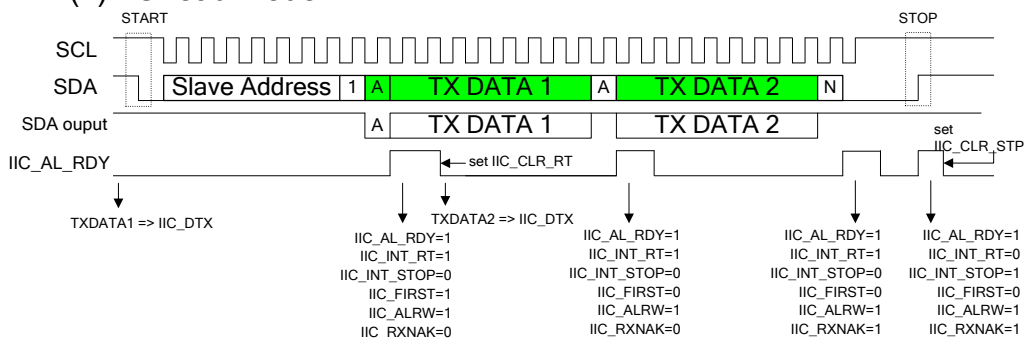 START
STOP
SCL
SDA
Slave Address 1 A TX DATA 1 A TX DATA 2 N
SDA ouput
A TX DATA 1 TX DATA 2
set
IIC_CLR_STP
IIC_AL_RDY
set IIC_CLR_RT
TXDATA1 => IIC_DTX
TXDATA2 => IIC_DTX
IIC_AL_RDY=1
IIC_INT_RT=1
IIC_INT_STOP=0
IIC_FIRST=1
IIC_ALRW=1
IIC_RXNAK=0
IIC_AL_RDY=1
IIC_INT_RT=1
IIC_INT_STOP=0
IIC_FIRST=0
IIC_ALRW=1
IIC_RXNAK=0
IIC_AL_RDY=1
IIC_INT_RT=1
IIC_INT_STOP=0
IIC_FIRST=0
IIC_ALRW=1
IIC_RXNAK=1
IIC_AL_RDY=1
IIC_INT_RT=0
IIC_INT_STOP=1
IIC_FIRST=0
IIC_ALRW=1
IIC_RXNAK=1